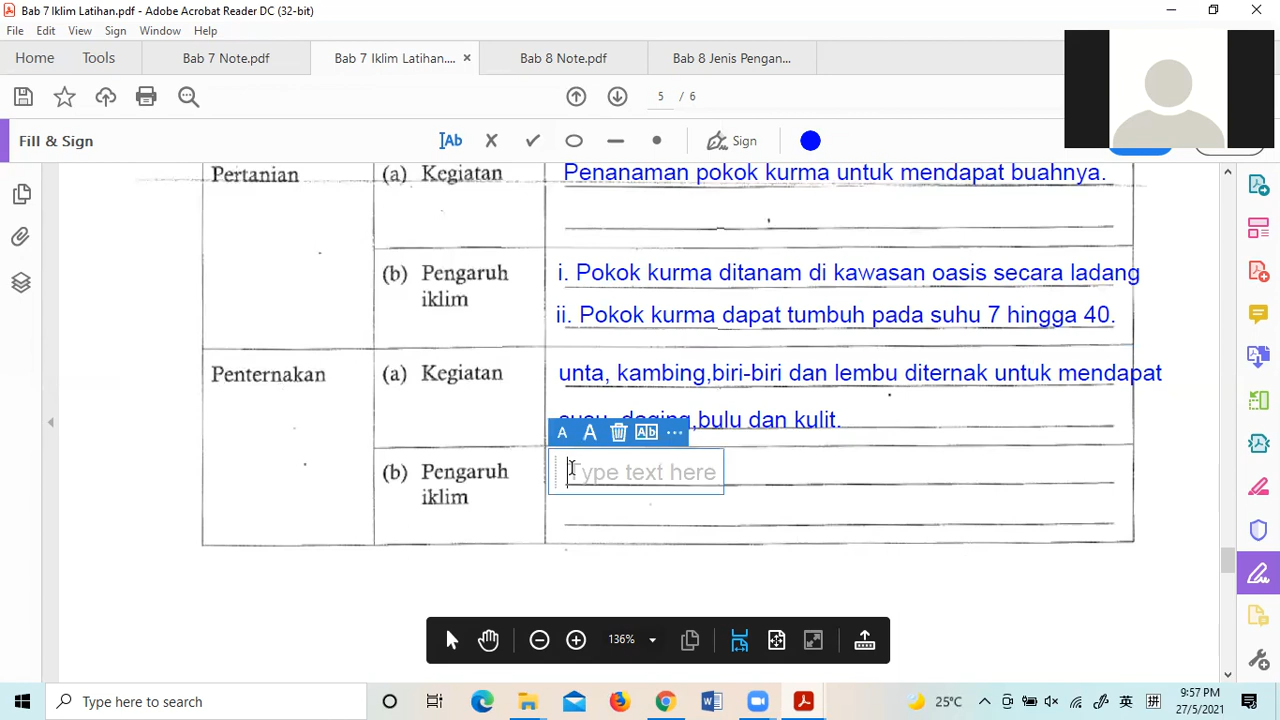 Bab 7 Iklim Latihan.pdf - Adobe Acrobat Reader DC (32-bit)
File Edit View Sign Window Help
Home Tools Bab 7 Note.pdf Bab 7 Iklim Latihan.... × Bab 8 Note.pdf Bab 8 Jenis Pengan...
5 / 6
Fill & Sign Ab Sign
Pertanian (a) Kegiatan Penanaman pokok kurma untuk mendapat buahnya.
(b) Pengaruh iklim i. Pokok kurma ditanam di kawasan oasis secara ladang
ii. Pokok kurma dapat tumbuh pada suhu 7 hingga 40.
Penternakan (a) Kegiatan unta, kambing,biri-biri dan lembu diternak untuk mendapat
susu, daging,bulu dan kulit.
A A Ab ...
(b) Pengaruh iklim Type text here
136%
Type here to search
25°C 英 拼 9:57 PM
27/5/2021